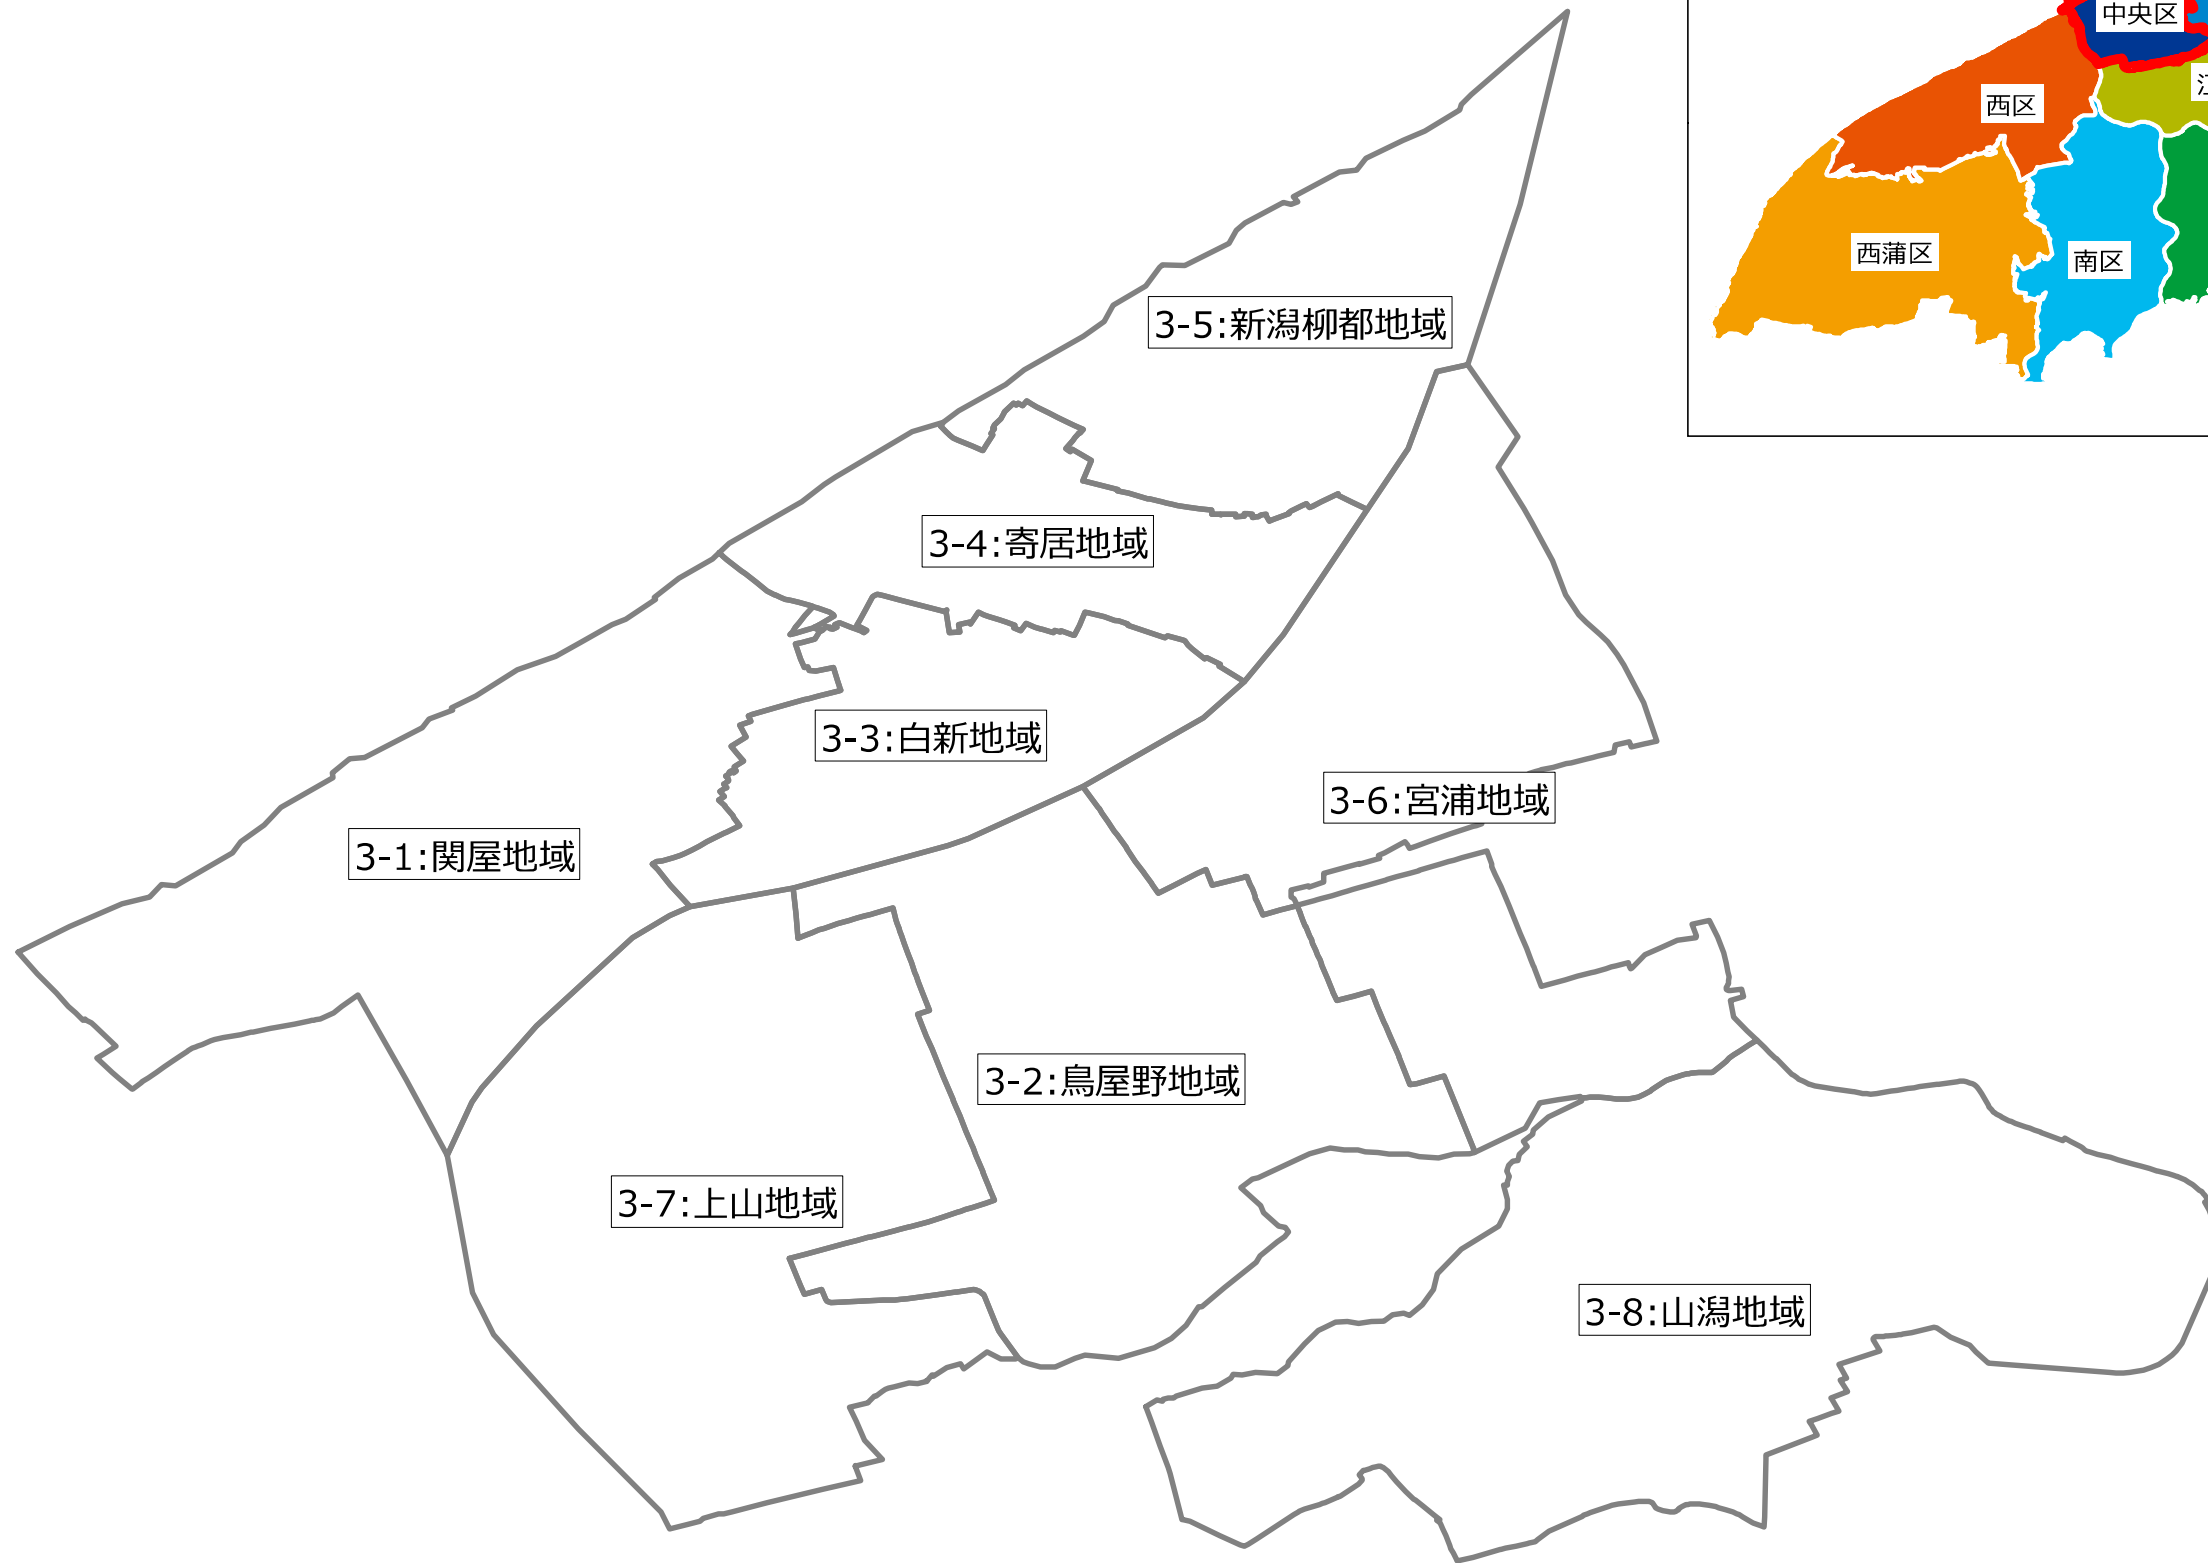 中央区
西区
西蒲区
南区
3-5:新潟柳都地域
3-4:寄居地域
3-3:白新地域
3-6:宮浦地域
3-1:関屋地域
3-2:鳥屋野地域
3-7:上山地域
3-8:山潟地域